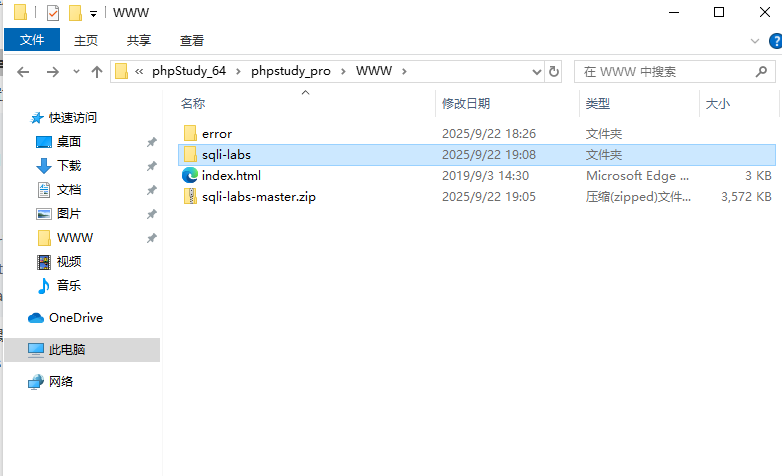 WWW
文件 主页 共享 查看
« phpStudy_64 › phpstudy_pro › WWW › 在 WWW 中搜索
名称 修改日期 类型 大小
快速访问
桌面
下载
文档
图片
WWW
视频
音乐
OneDrive
此电脑
网络
error 2025/9/22 18:26 文件夹
sqli-labs 2025/9/22 19:08 文件夹
index.html 2019/9/3 14:30 Microsoft Edge ... 3 KB
sqli-labs-master.zip 2025/9/22 19:05 压缩(zipped)文件... 3,572 KB